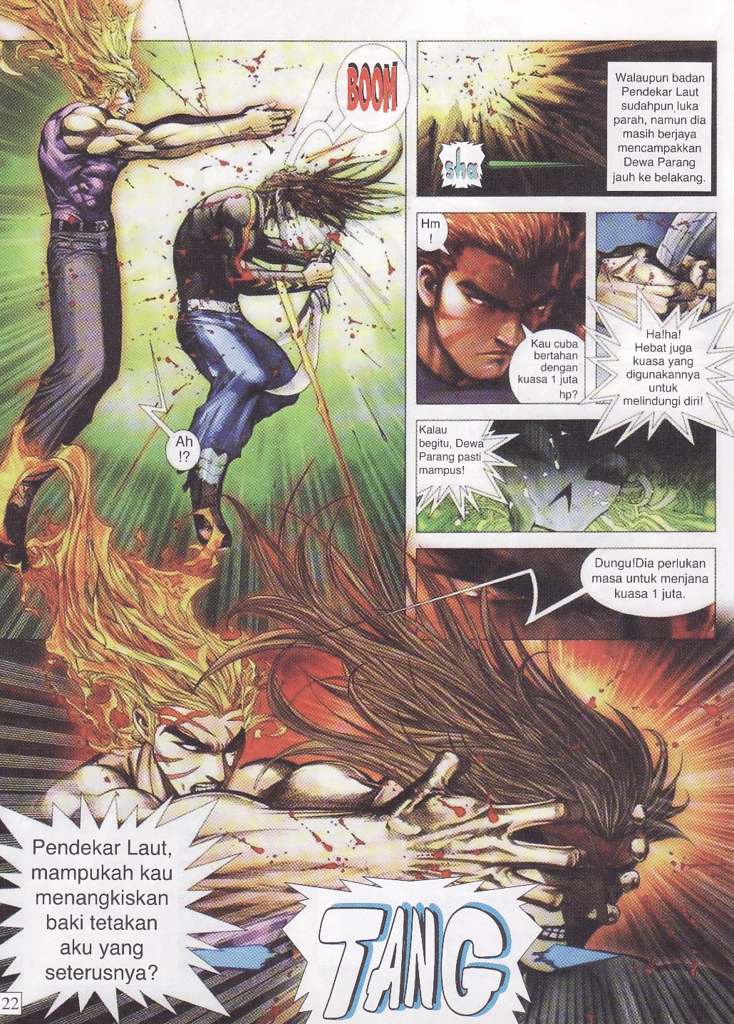 BOOM
Ah
!?
Walaupun badan
Pendekar Laut
sudahpun luka
parah, namun dia
masih berjaya
mencampakkan
Dewa Parang
jauh ke belakang.
sha
Hm
!
Kau cuba
bertahan
dengan
kuasa 1 juta
hp?
Ha!ha!
Hebat juga
kuasa yang
digunakannya
untuk
melindungi diri!
Kalau
begitu, Dewa
Parang pasti
mampus!
Dungu!Dia perlukan
masa untuk menjana
kuasa 1 juta.
Pendekar Laut,
mampukah kau
menangkiskan
baki tetakan
aku yang
seterusnya?
TANG
22